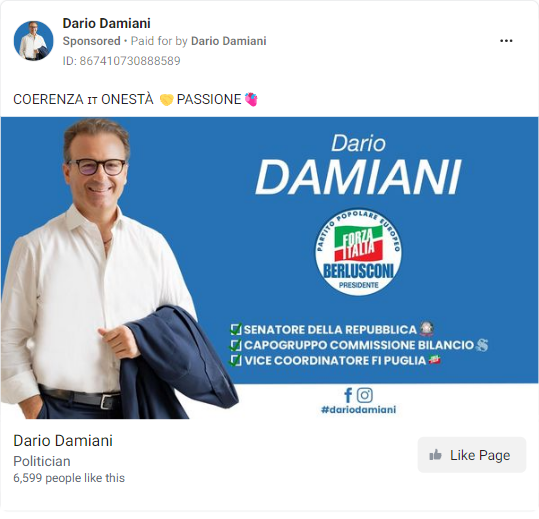 Dario Damiani
Sponsored • Paid for by Dario Damiani
ID: 867410730888589
COERENZA 🇮🇹 ONESTÀ 🤝 PASSIONE 🫀
Dario
DAMIANI
PARTITO POPOLARE EUROPEO
FORZA
ITALIA
BERLUSCONI
PRESIDENTE
SENATORE DELLA REPUBBLICA
CAPOGRUPPO COMMISSIONE BILANCIO
VICE COORDINATORE FI PUGLIA
#dariodamiani
Dario Damiani
Politician
6,599 people like this
Like Page